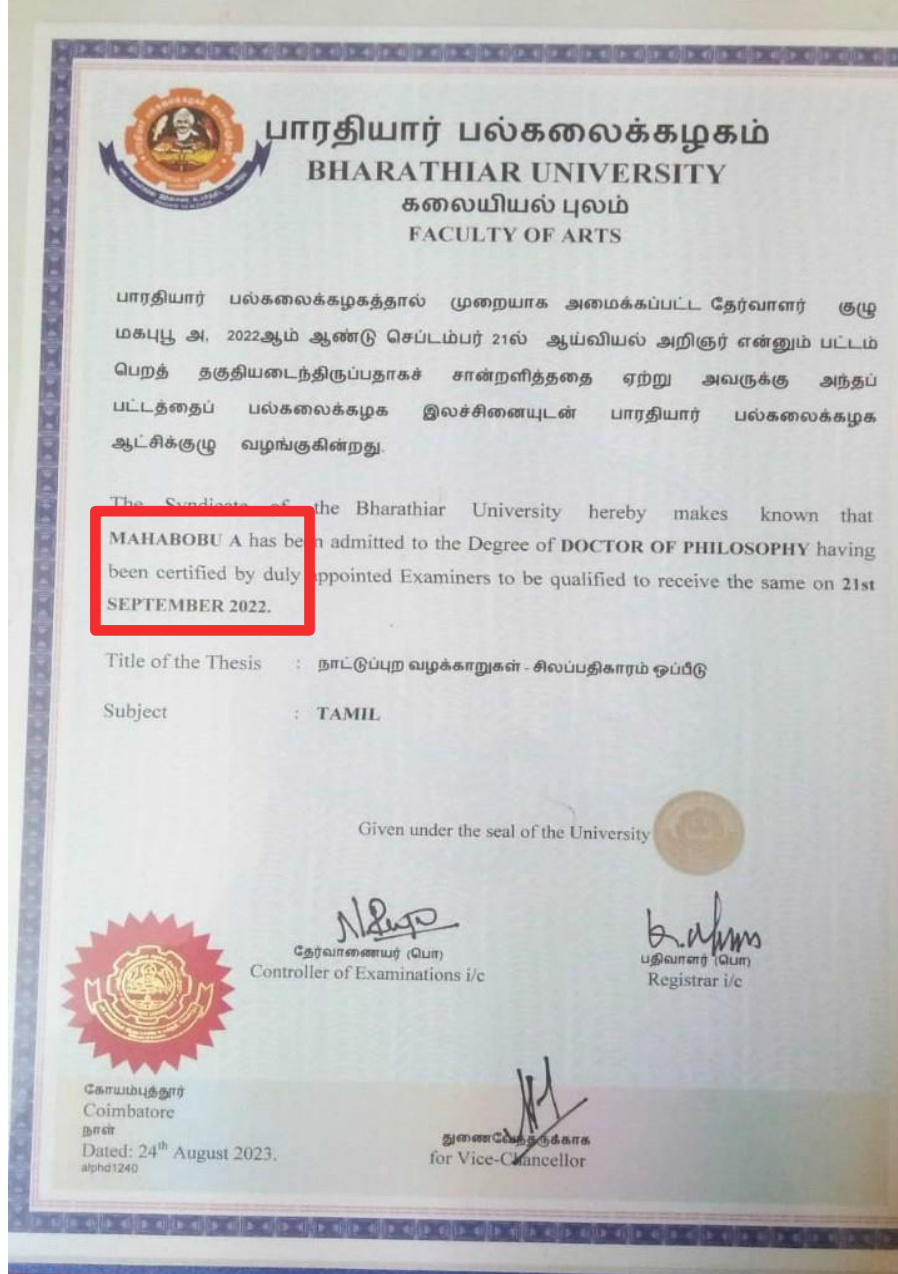 பாரதியார் பல்கலைக்கழகம்
BHARATHIAR UNIVERSITY
கலையியல் புலம்
FACULTY OF ARTS
பாரதியார் பல்கலைக்கழகத்தால் முறையாக அமைக்கப்பட்ட தேர்வாளர் குழு
மகபுபூ அ, 2022ஆம் ஆண்டு செப்டம்பர் 21ல் ஆய்வியல் அறிஞர் என்னும் பட்டம்
பெறத் தகுதியடைந்திருப்பதாகச் சான்றளித்ததை ஏற்று அவருக்கு அந்தப்
பட்டத்தைப் பல்கலைக்கழக இலச்சினையுடன் பாரதியார் பல்கலைக்கழக
ஆட்சிக்குழு வழங்குகின்றது.
The Syndicate of the Bharathiar University hereby makes known that
MAHABOBU A has been admitted to the Degree of DOCTOR OF PHILOSOPHY having
been certified by duly appointed Examiners to be qualified to receive the same on 21st
SEPTEMBER 2022.
Title of the Thesis : நாட்டுப்புற வழக்காறுகள் - சிலப்பதிகாரம் ஒப்பீடு
Subject : TAMIL
Given under the seal of the University
தேர்வாணையர் (பொ) பதிவாளர் (பொ)
Controller of Examinations i/c Registrar i/c
கோயம்புத்தூர்
Coimbatore
நாள்
Dated: 24th August 2023.
alphd1240
துணைவேந்தருக்காக
for Vice-Chancellor